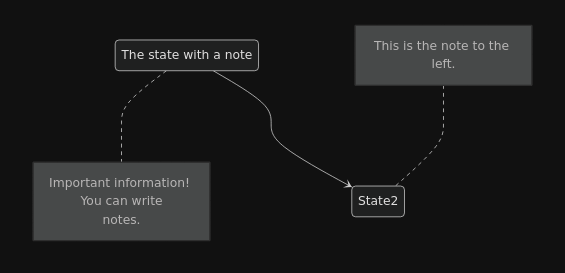 The state with a note
This is the note to the
left.
Important information!
You can write
notes.
State2